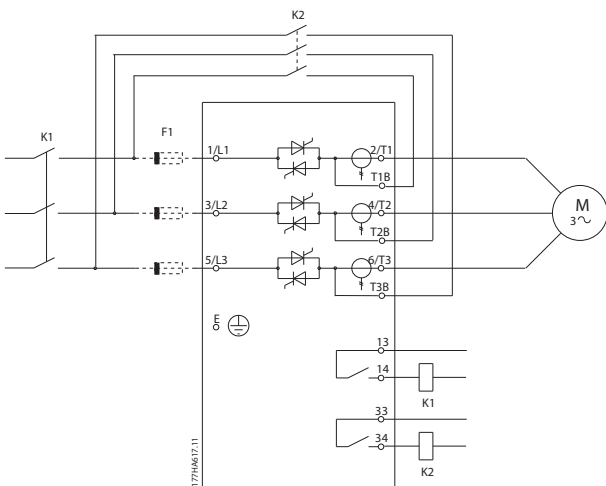 K2
K1
F1
1/L1
2/T1
T1B
3/L2
4/T2
T2B
M
3
5/L3
6/T3
T3B
E
13
14
K1
33
34
K2
177HA617.11